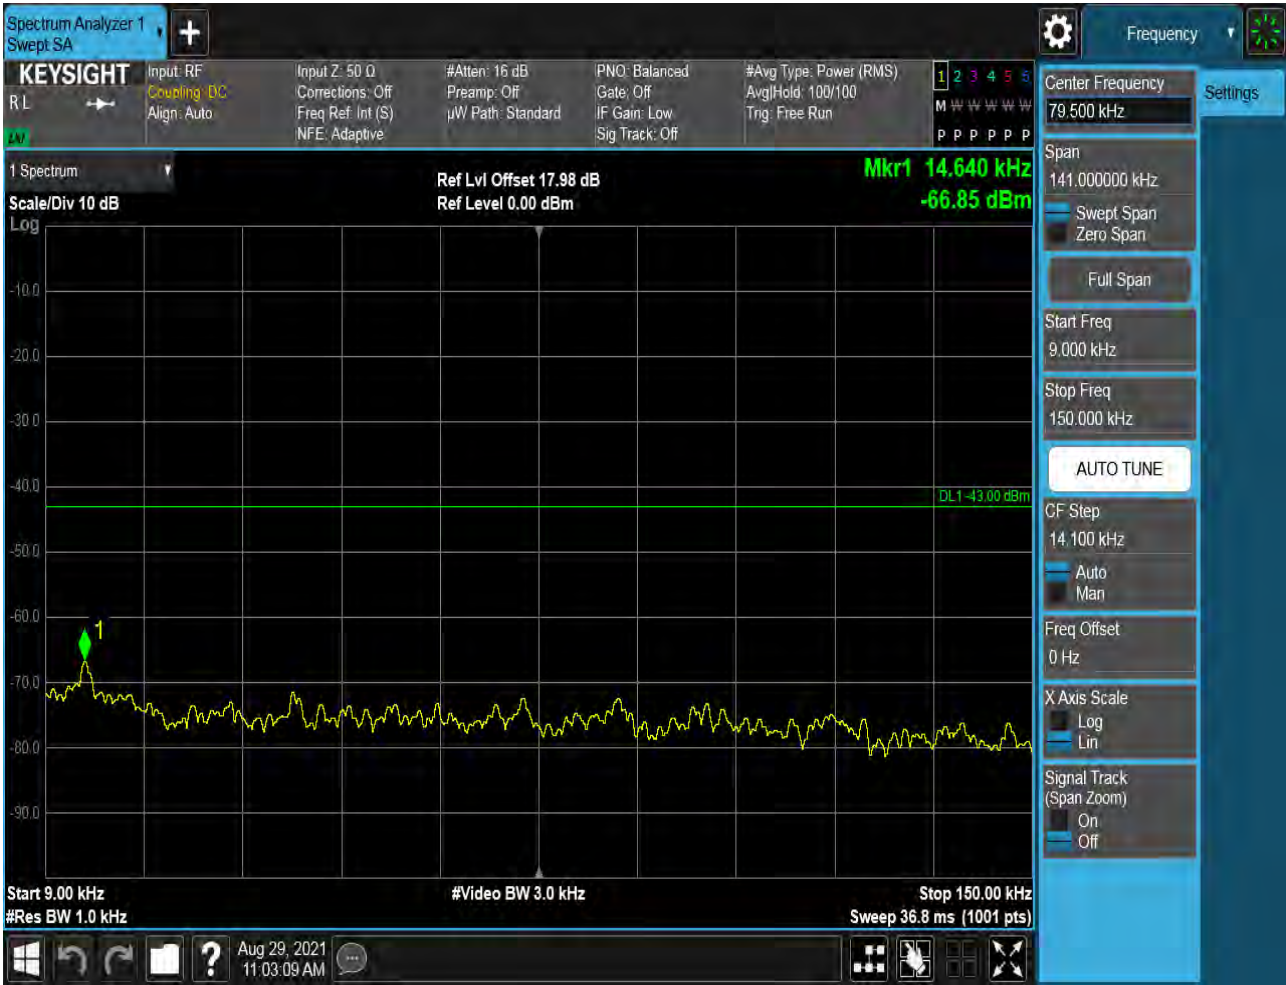 Spectrum Analyzer 1
Swept SA
Frequency
KEYSIGHT
R L
LXI
Input: RF
Coupling: DC
Align: Auto
Input Z: 50 Ω
Corrections: Off
Freq Ref: Int (S)
NFE: Adaptive
#Atten: 16 dB
Preamp: Off
µW Path: Standard
PNO: Balanced
Gate: Off
IF Gain: Low
Sig Track: Off
#Avg Type: Power (RMS)
Avg|Hold: 100/100
Trig: Free Run
1 2 3 4 5 6
M W W W W W
P P P P P P
1 Spectrum
Scale/Div 10 dB
Log
Ref Lvl Offset 17.98 dB
Ref Level 0.00 dBm
Mkr1 14.640 kHz
-66.85 dBm
-10.0
-20.0
-30.0
-40.0
DL1 -43.00 dBm
-50.0
-60.0
1
-70.0
-80.0
-90.0
Start 9.00 kHz
#Res BW 1.0 kHz
#Video BW 3.0 kHz
Stop 150.00 kHz
Sweep 36.8 ms (1001 pts)
Aug 29, 2021
11:03:09 AM
?
Center Frequency
79.500 kHz
Settings
Span
141.000000 kHz
Swept Span
Zero Span
Full Span
Start Freq
9.000 kHz
Stop Freq
150.000 kHz
AUTO TUNE
CF Step
14.100 kHz
Auto
Man
Freq Offset
0 Hz
X Axis Scale
Log
Lin
Signal Track
(Span Zoom)
On
Off